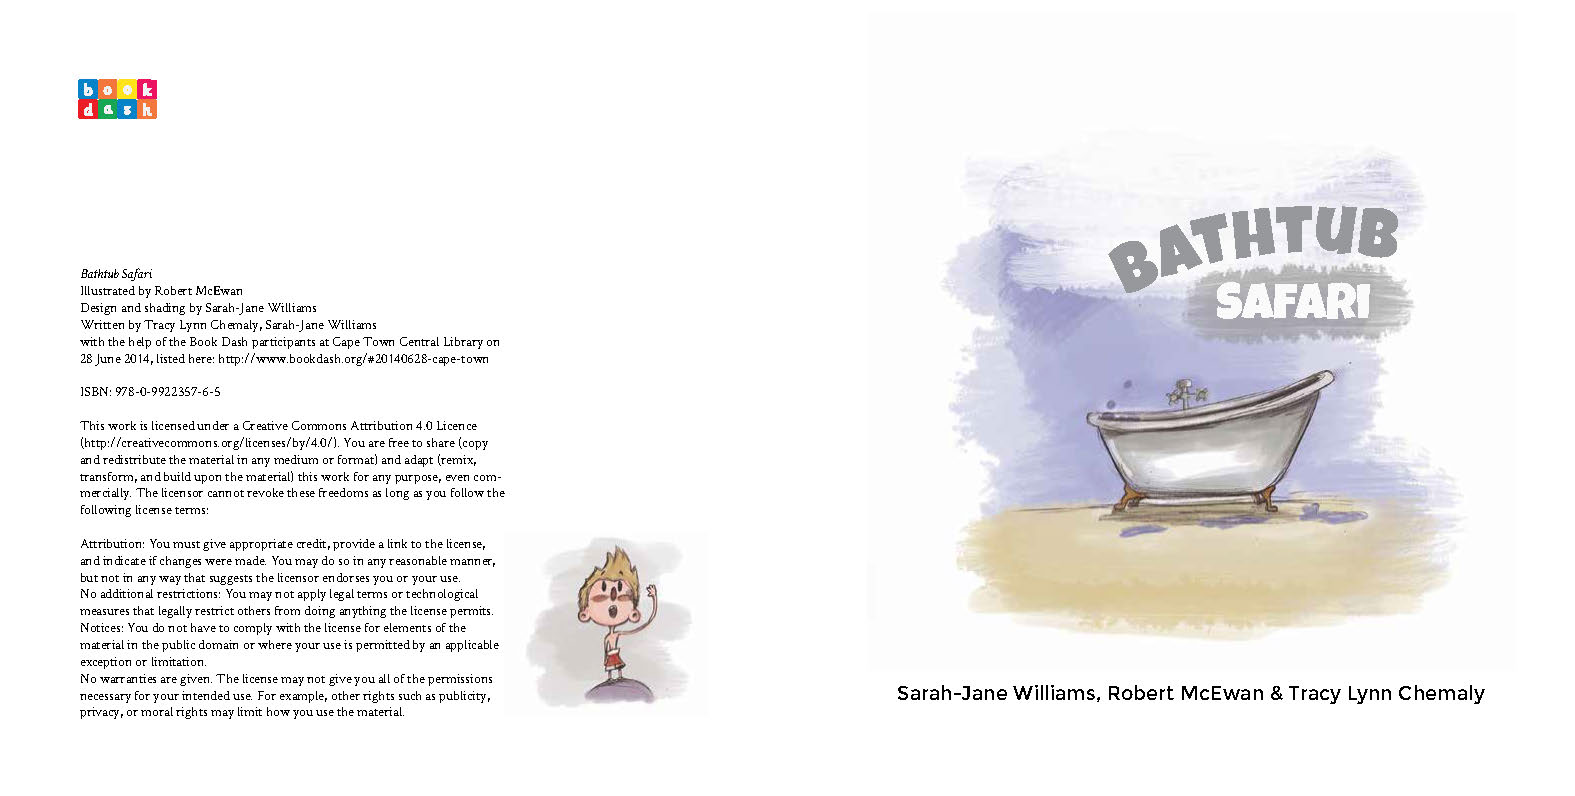 book
dash
Bathtub Safari
Illustrated by Robert McEwan
Design and shading by Sarah-Jane Williams
Written by Tracy Lynn Chemaly, Sarah-Jane Williams
with the help of the Book Dash participants at Cape Town Central Library on
28 June 2014, listed here: http://www.bookdash.org/#20140628-cape-town
ISBN: 978-0-9922357-6-5
This work is licensed under a Creative Commons Attribution 4.0 Licence
(http://creativecommons.org/licenses/by/4.0/). You are free to share (copy
and redistribute the material in any medium or format) and adapt (remix,
transform, and build upon the material) this work for any purpose, even com-
mercially. The licensor cannot revoke these freedoms as long as you follow the
following license terms:
Attribution: You must give appropriate credit, provide a link to the license,
and indicate if changes were made. You may do so in any reasonable manner,
but not in any way that suggests the licensor endorses you or your use.
No additional restrictions: You may not apply legal terms or technological
measures that legally restrict others from doing anything the license permits.
Notices: You do not have to comply with the license for elements of the
material in the public domain or where your use is permitted by an applicable
exception or limitation.
No warranties are given. The license may not give you all of the permissions
necessary for your intended use. For example, other rights such as publicity,
privacy, or moral rights may limit how you use the material.
BATHTUB
SAFARI
Sarah-Jane Williams, Robert McEwan & Tracy Lynn Chemaly